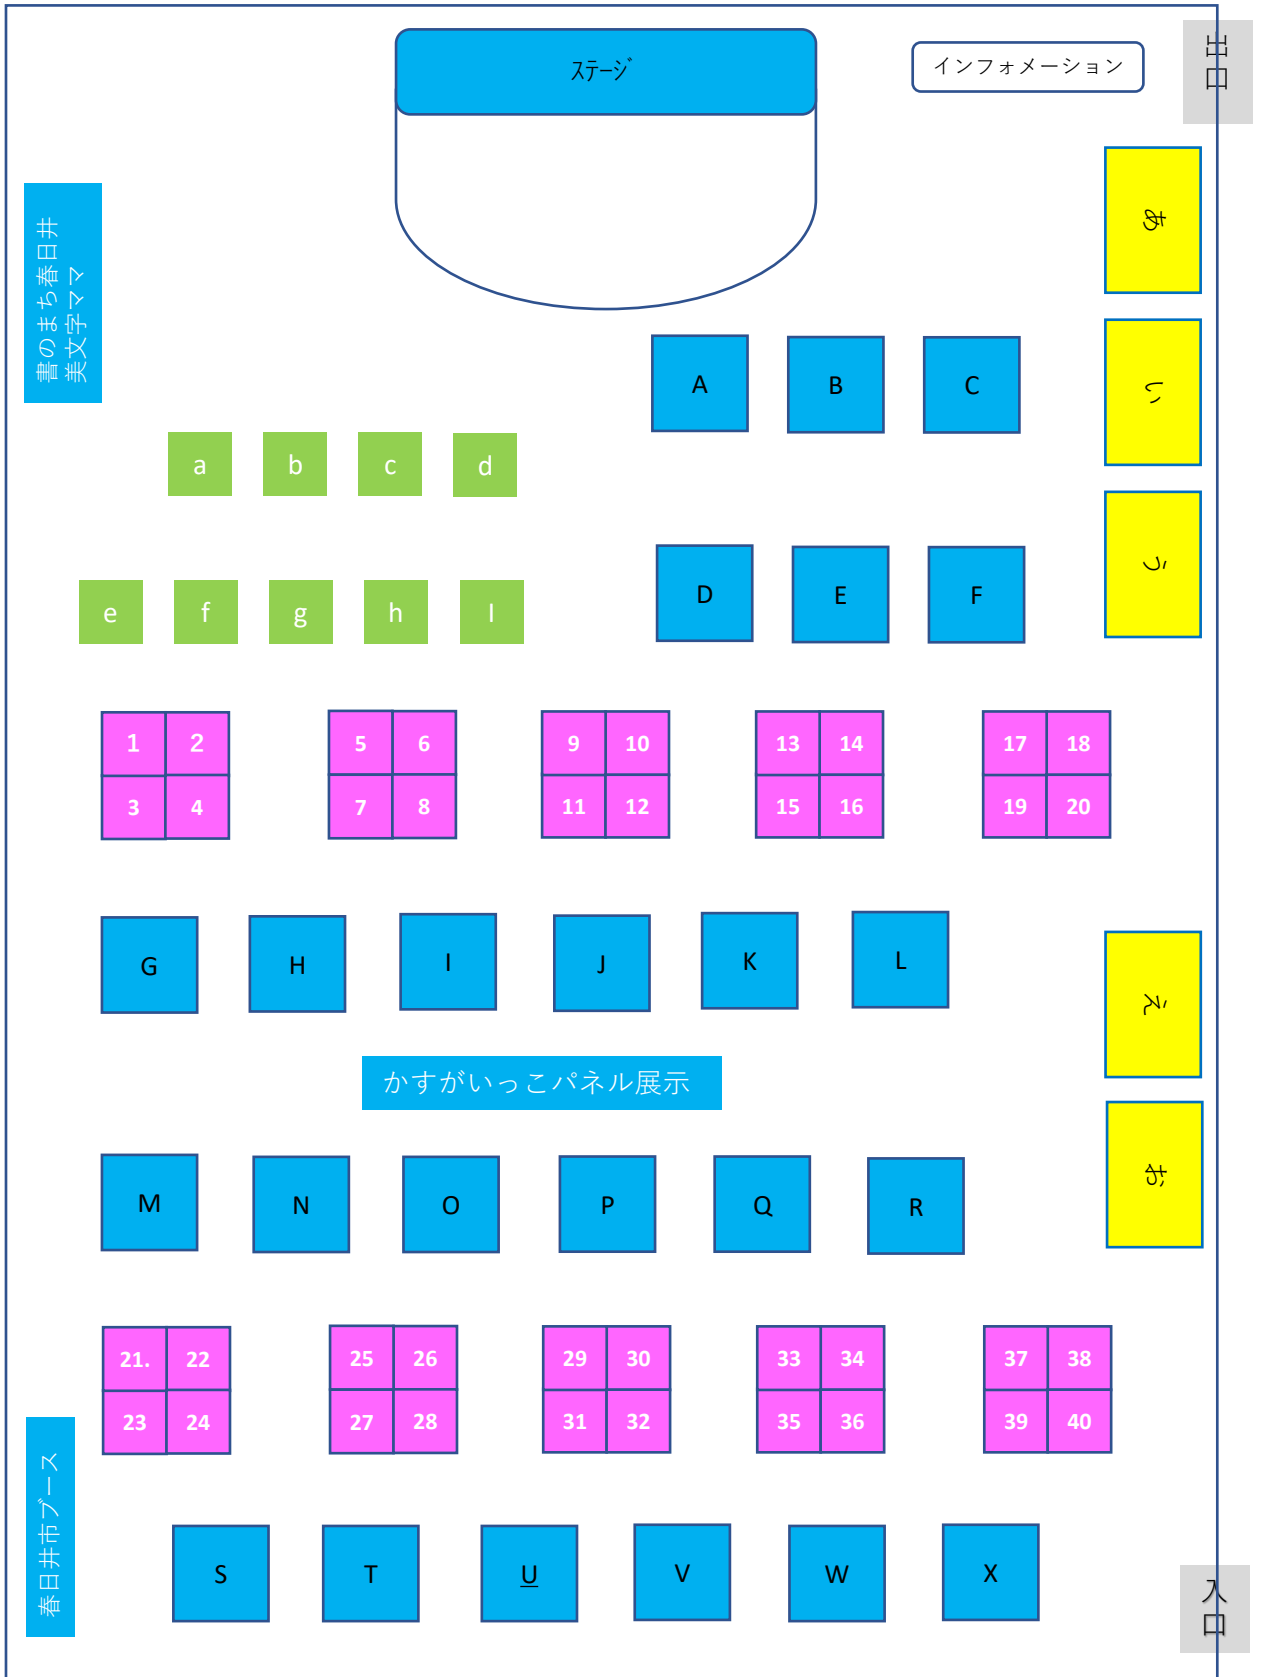 ステージ
インフォメーション
出口
書のまち春日井
美文字ママ
あ
い
う
A
B
C
a
b
c
d
D
E
F
e
f
g
h
I
1
2
3
4
5
6
7
8
9
10
11
12
13
14
15
16
17
18
19
20
G
H
I
J
K
L
え
かすがいっこパネル展示
お
M
N
O
P
Q
R
21.
22
23
24
25
26
27
28
29
30
31
32
33
34
35
36
37
38
39
40
春日井市ブース
S
T
U
V
W
X
入口